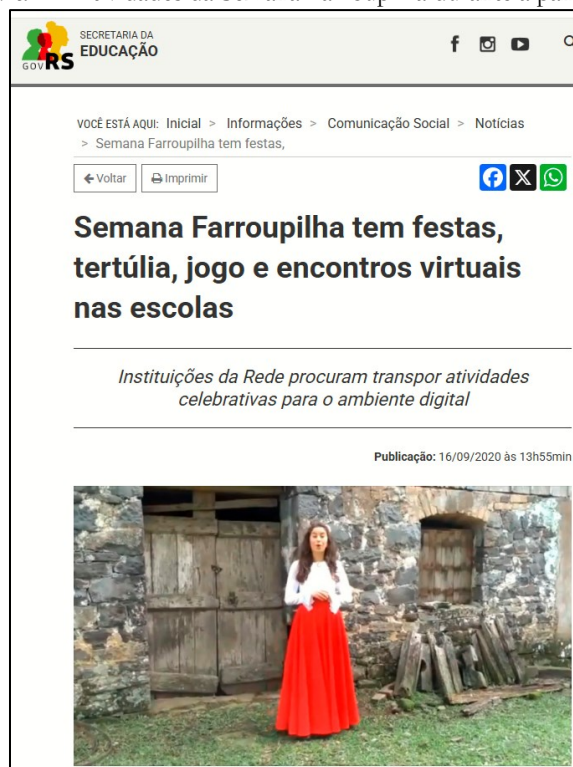 SECRETARIA DA
EDUCAÇÃO
GOV RS
VOCÊ ESTÁ AQUI: Inicial > Informações > Comunicação Social > Notícias
> Semana Farroupilha tem festas,
Voltar
Imprimir
Semana Farroupilha tem festas,
tertúlia, jogo e encontros virtuais
nas escolas
Instituições da Rede procuram transpor atividades
celebrativas para o ambiente digital
Publicação: 16/09/2020 às 13h55min